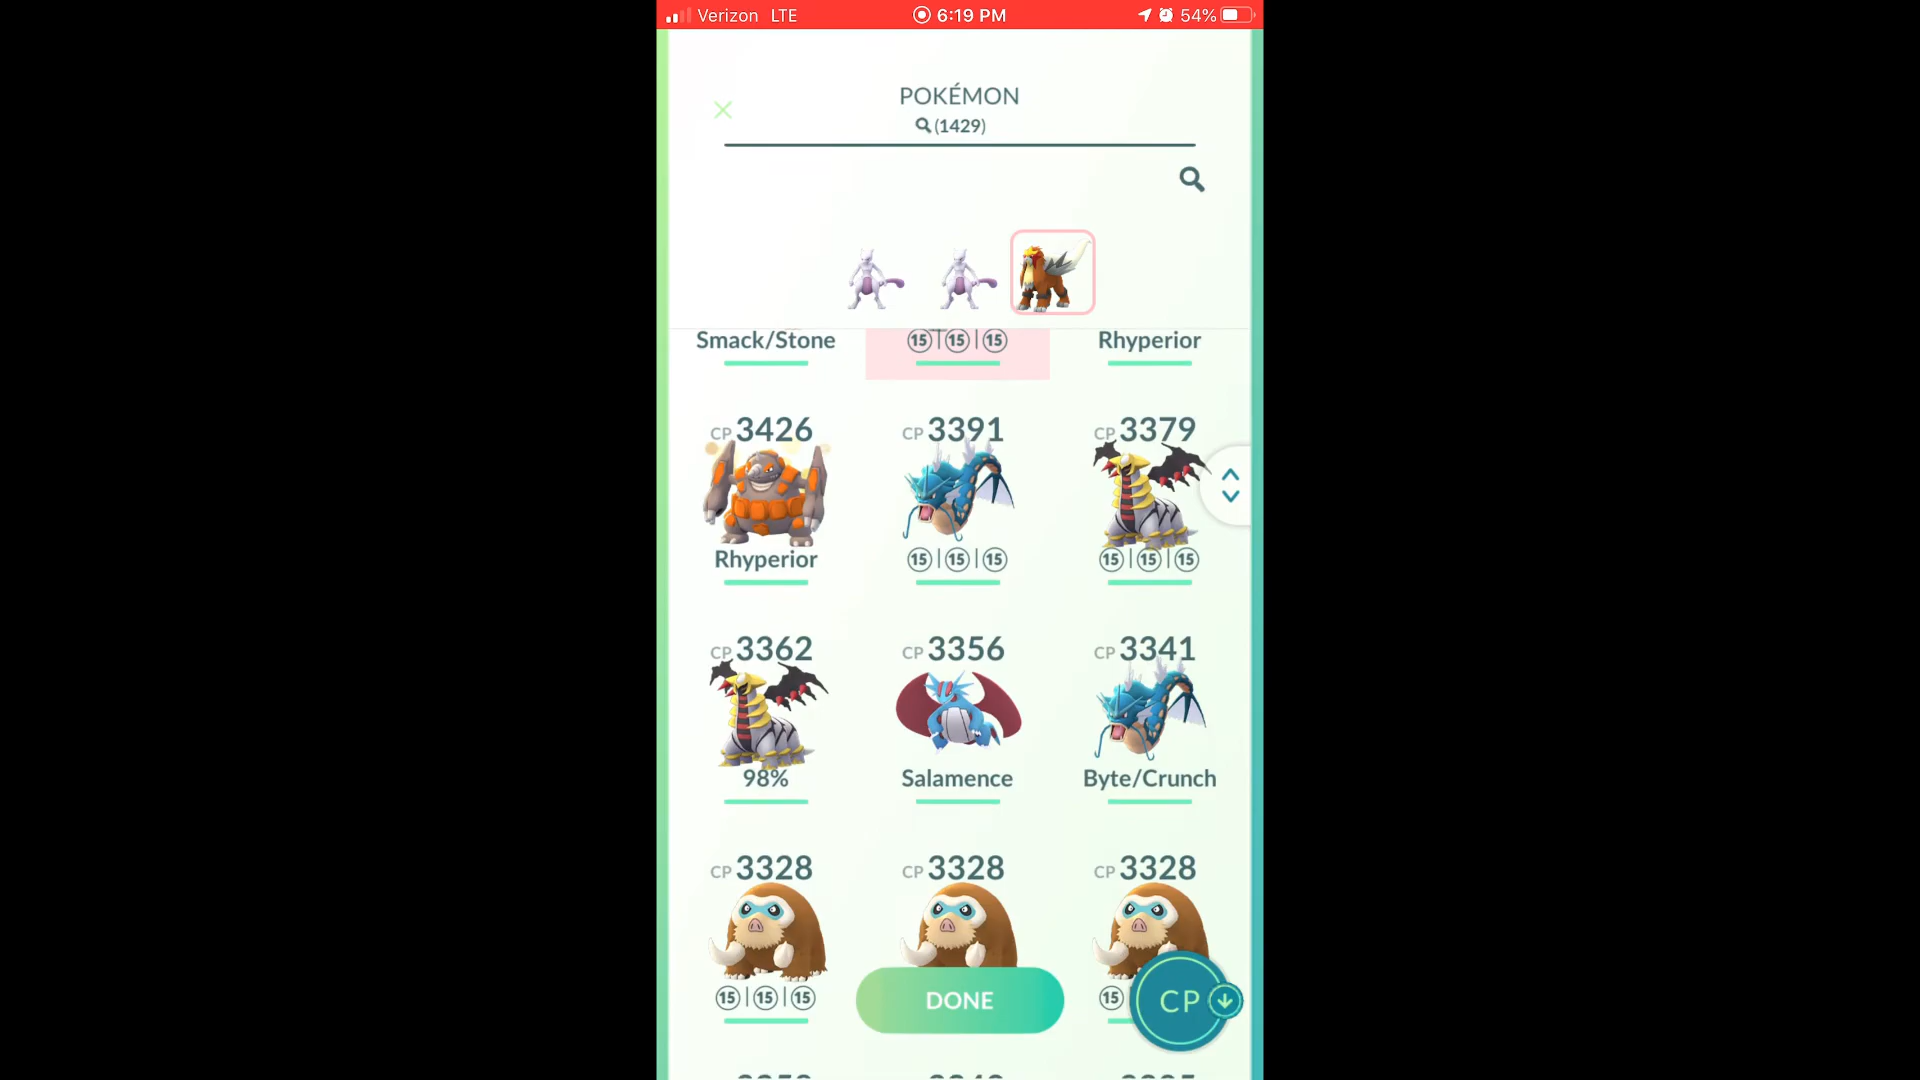 Verizon LTE 6:19 PM 54%
POKÉMON
(1429)
Smack/Stone 15 | 15 | 15 Rhyperior
CP 3426 CP 3391 CP 3379
Rhyperior 15 | 15 | 15 15 | 15 | 15
CP 3362 CP 3356 CP 3341
98% Salamence Byte/Crunch
CP 3328 CP 3328 CP 3328
15 | 15 | 15 DONE 15 CP